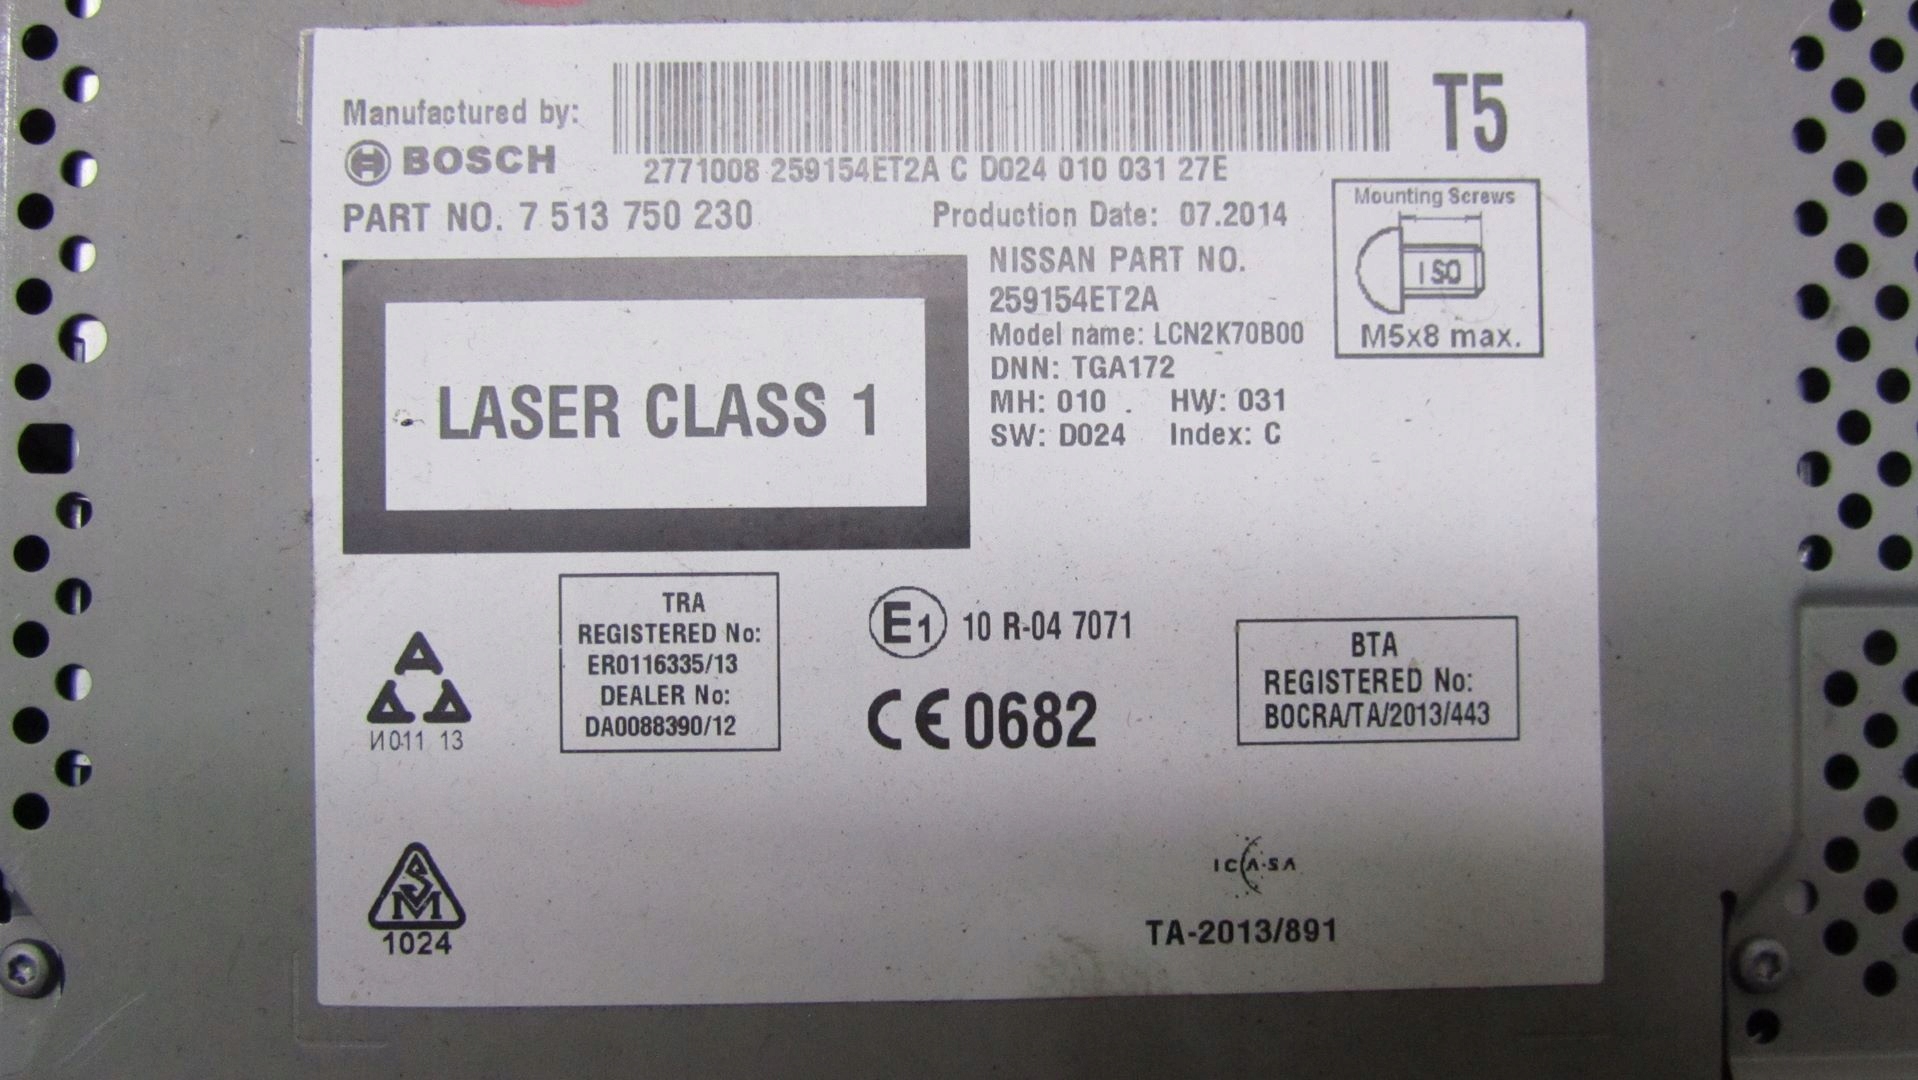 Manufactured by:
BOSCH
2771008 259154ET2A C D024 010 031 27E
T5
PART NO. 7 513 750 230
Production Date: 07.2014
Mounting Screws
ISO
M5x8 max.
NISSAN PART NO.
259154ET2A
Model name: LCN2K70B00
DNN: TGA172
MH: 010 HW: 031
SW: D024 Index: C
LASER CLASS 1
И011 13
TRA
REGISTERED No:
ER0116335/13
DEALER No:
DA0088390/12
E1 10 R-04 7071
CE 0682
BTA
REGISTERED No:
BOCRA/TA/2013/443
SM
1024
ICASA
TA-2013/891